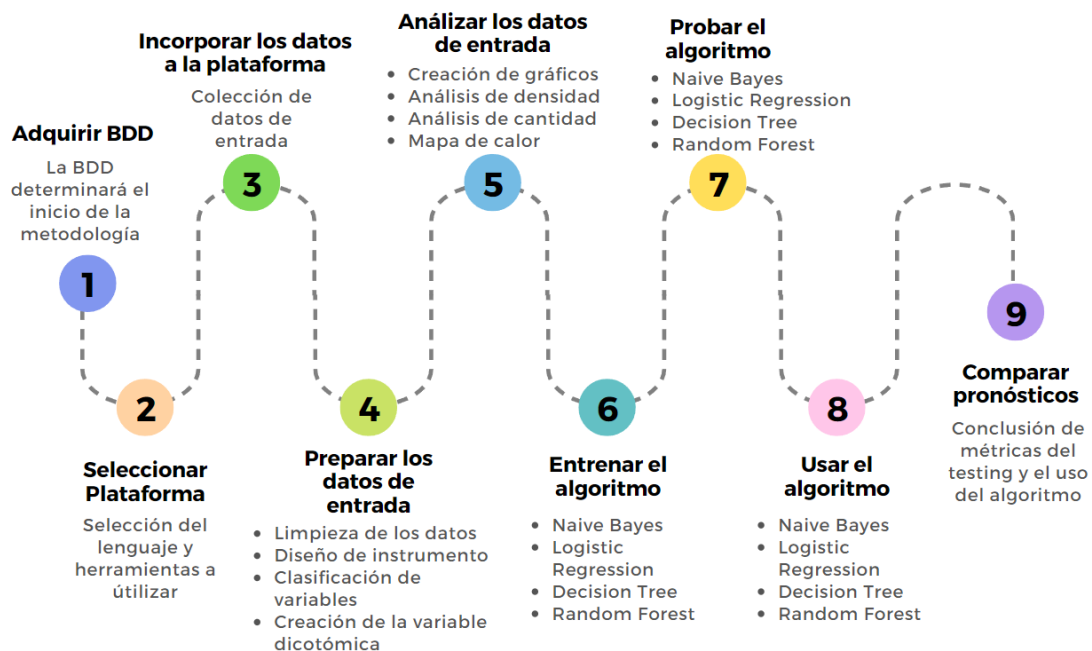 Adquirir BDD
La BDD
determinará el
inicio de la
metodología
1
2
Seleccionar
Plataforma
Selección del
lenguaje y
herramientas a
útilizar
Incorporar los datos
a la plataforma
Colección de
datos de
entrada
3
4
Preparar los
datos de
entrada
• Limpieza de los datos
• Diseño de instrumento
• Clasificación de
variables
• Creación de la variable
dicotómica
Análizar los datos
de entrada
• Creación de gráficos
• Análisis de densidad
• Análisis de cantidad
• Mapa de calor
5
6
Entrenar el
algoritmo
• Naive Bayes
• Logistic
Regression
• Decision Tree
• Random Forest
Probar el
algoritmo
• Naive Bayes
• Logistic Regression
• Decision Tree
• Random Forest
7
8
Usar el
algoritmo
• Naive Bayes
• Logistic
Regression
• Decision Tree
• Random Forest
9
Comparar
pronósticos
Conclusión de
métricas del
testing y el uso
del algoritmo